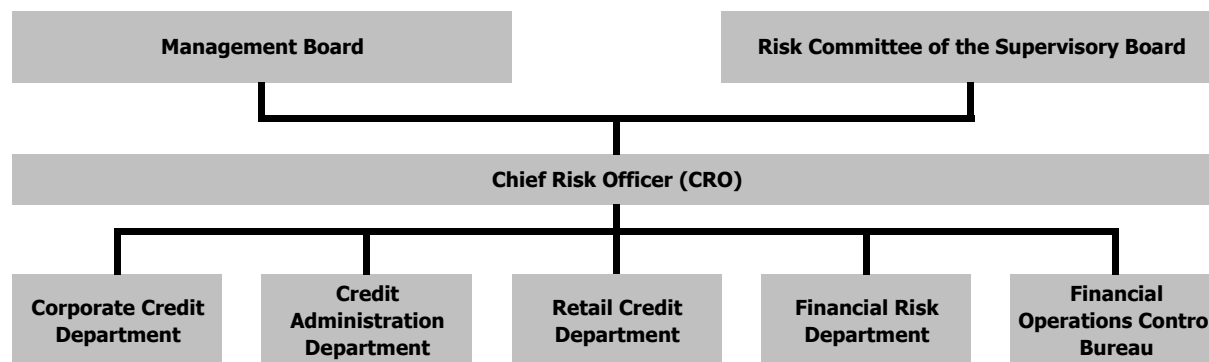 Management Board
Risk Committee of the Supervisory Board
Chief Risk Officer (CRO)
Corporate Credit
Department
Credit
Administration
Department
Retail Credit
Department
Financial Risk
Department
Financial
Operations Contro
Bureau